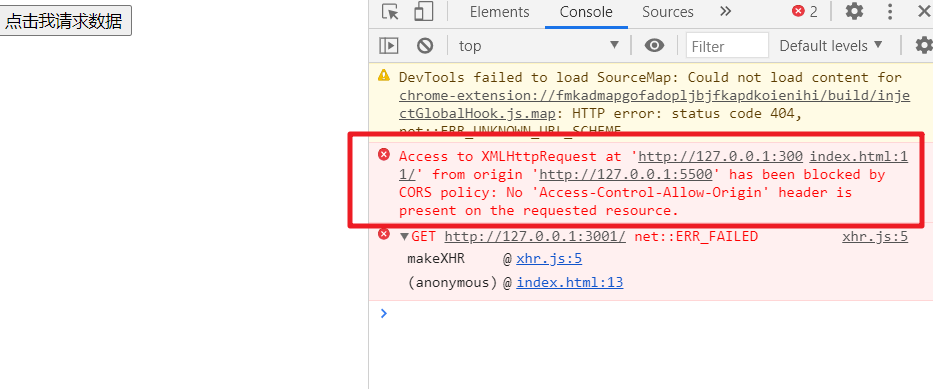 点击我请求数据
Elements Console Sources » 2
top Filter Default levels
DevTools failed to load SourceMap: Could not load content for
chrome-extension://fmkadmapgofadopljbjfkapdkoienihi/build/inj
ectGlobalHook.js.map: HTTP error: status code 404,
net::ERR_UNKNOWN_URL_SCHEME
Access to XMLHttpRequest at 'http://127.0.0.1:300 index.html:1
1/' from origin 'http://127.0.0.1:5500' has been blocked by
CORS policy: No 'Access-Control-Allow-Origin' header is
present on the requested resource.
GET http://127.0.0.1:3001/ net::ERR_FAILED xhr.js:5
makeXHR @ xhr.js:5
(anonymous) @ index.html:13